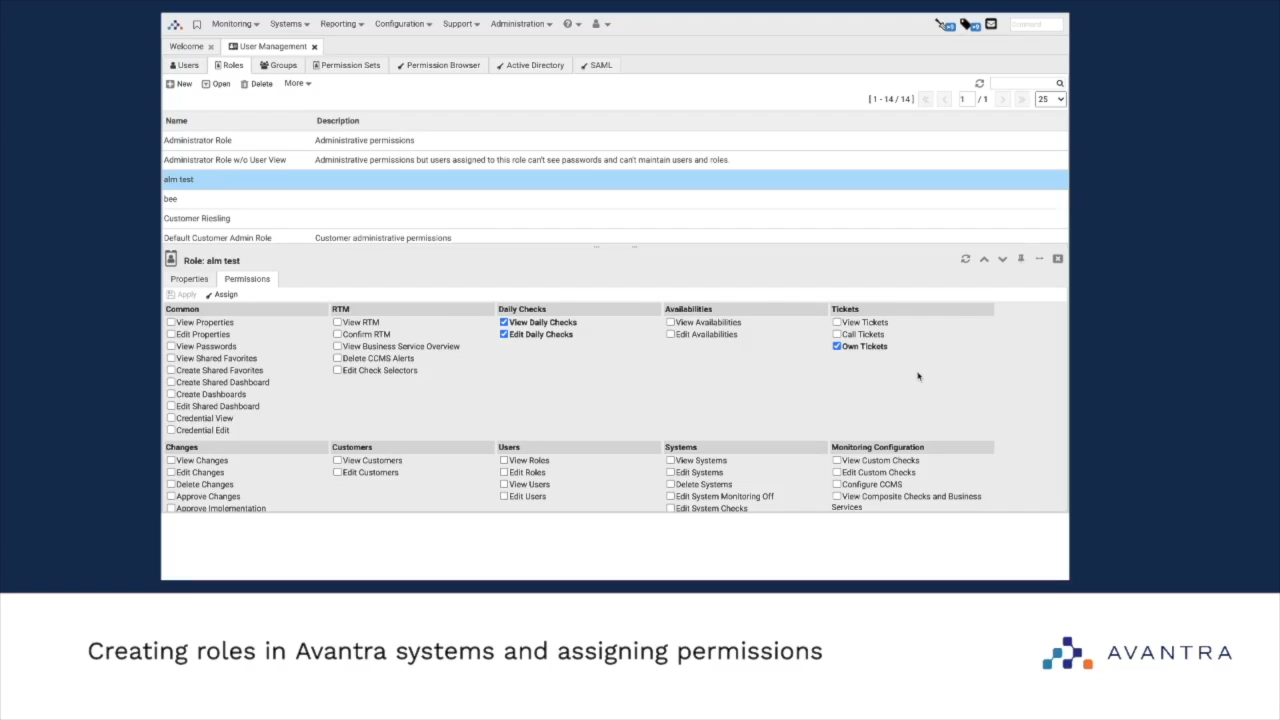 Monitoring Systems Reporting Configuration Support Administration
Welcome User Management
Users Roles Groups Permission Sets Permission Browser Active Directory SAML
New Open Delete More
[ 1 - 14 / 14 ] 1 / 1 25
Name Description
Administrator Role Administrative permissions
Administrator Role w/o User View Administrative permissions but users assigned to this role can't see passwords and can't maintain users and roles.
alm test
bee
Customer Riesling
Default Customer Admin Role Customer administrative permissions
Role: alm test
Properties Permissions
Apply Assign
Common RTM Daily Checks Availabilities Tickets
View Properties View RTM View Daily Checks View Availabilities View Tickets
Edit Properties Confirm RTM Edit Daily Checks Edit Availabilities Call Tickets
View Passwords View Business Service Overview Own Tickets
View Shared Favorites Delete CCMS Alerts
Create Shared Favorites Edit Check Selectors
Create Shared Dashboard
Create Dashboards
Edit Shared Dashboard
Credential View
Credential Edit
Changes Customers Users Systems Monitoring Configuration
View Changes View Customers View Roles View Systems View Custom Checks
Edit Changes Edit Customers Edit Roles Edit Systems Edit Custom Checks
Delete Changes View Users Delete Systems Configure CCMS
Approve Changes Edit Users Edit System Monitoring Off View Composite Checks and Business
Approve Implementation Edit System Checks Services
Creating roles in Avantra systems and assigning permissions
AVANTRA